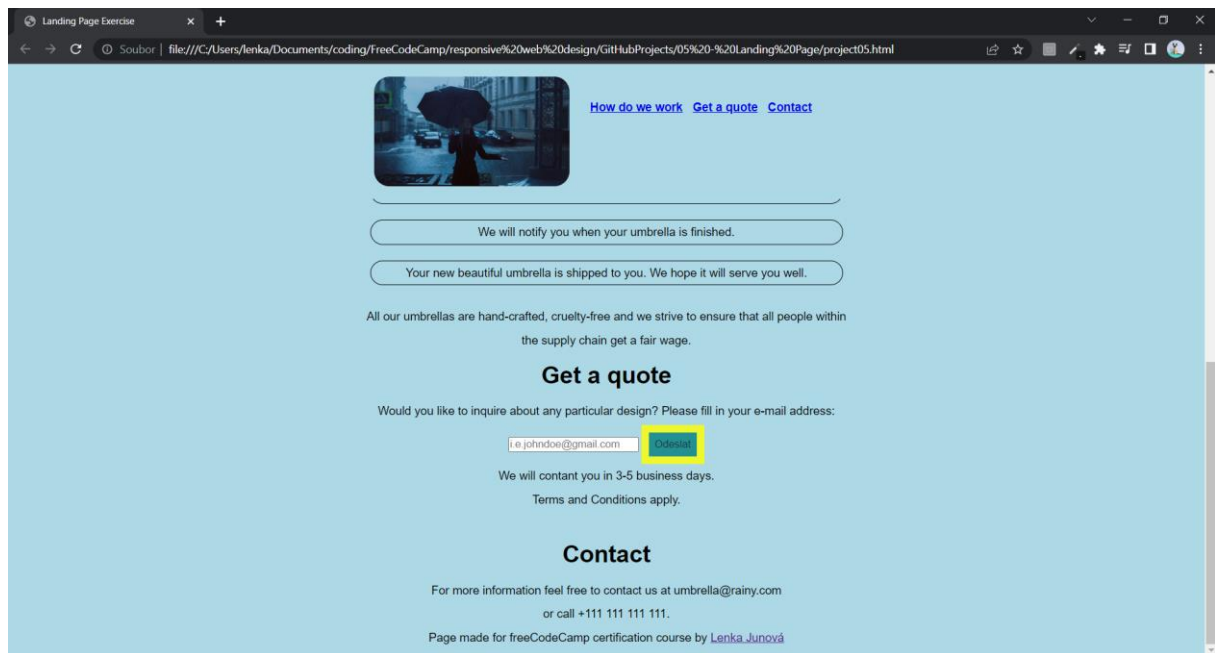 Landing Page Exercise
Soubor | file:///C:/Users/lenka/Documents/coding/FreeCodeCamp/responsive%20web%20design/GitHubProjects/05%20-%20Landing%20Page/project05.html
How do we work Get a quote Contact
We will notify you when your umbrella is finished.
Your new beautiful umbrella is shipped to you. We hope it will serve you well.
All our umbrellas are hand-crafted, cruelty-free and we strive to ensure that all people within
the supply chain get a fair wage.
Get a quote
Would you like to inquire about any particular design? Please fill in your e-mail address:
i.e.johndoe@gmail.com Odeslat
We will contant you in 3-5 business days.
Terms and Conditions apply.
Contact
For more information feel free to contact us at umbrella@rainy.com
or call +111 111 111 111.
Page made for freeCodeCamp certification course by Lenka Junová